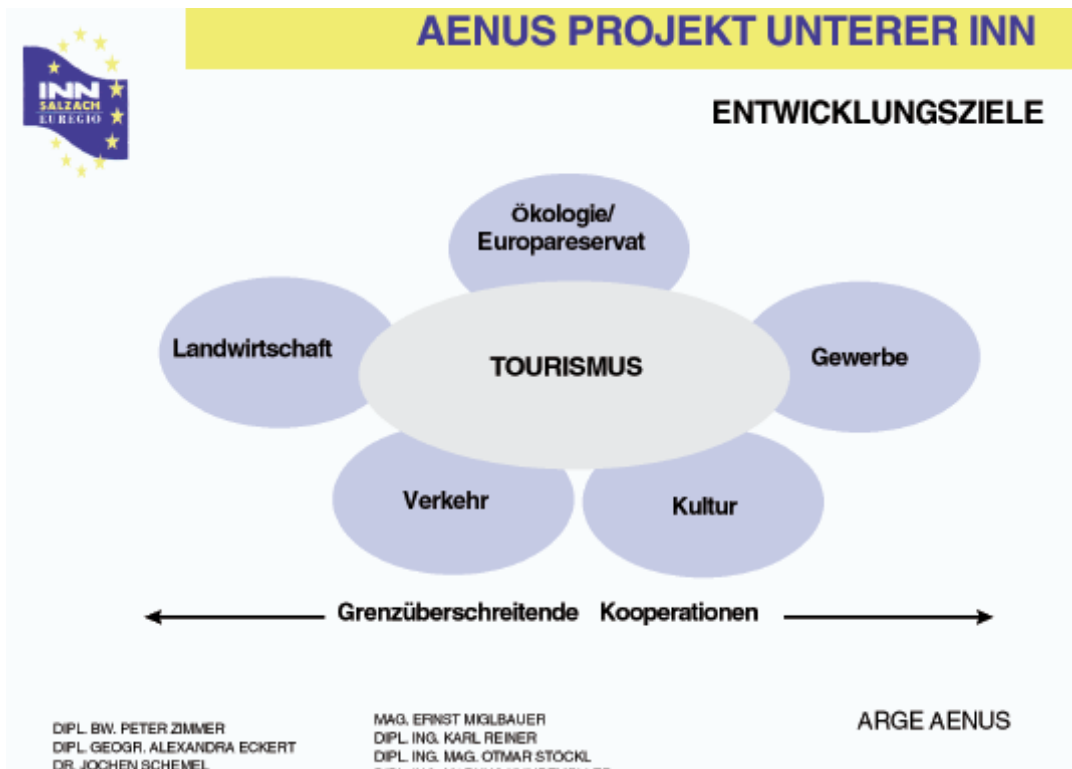 AENUS PROJEKT UNTERER INN
INN
SALZACH
EUREGIO
ENTWICKLUNGSZIELE
Ökologie/
Europareservat
Landwirtschaft
TOURISMUS
Gewerbe
Verkehr
Kultur
Grenzüberschreitende Kooperationen
DIPL. BW. PETER ZIMMER
DIPL. GEOGR. ALEXANDRA ECKERT
DR. JOCHEN SCHEMEL
MAG. ERNST MIGLBAUER
DIPL. ING. KARL REINER
DIPL. ING. MAG. OTMAR STÖCKL
ARGE AENUS